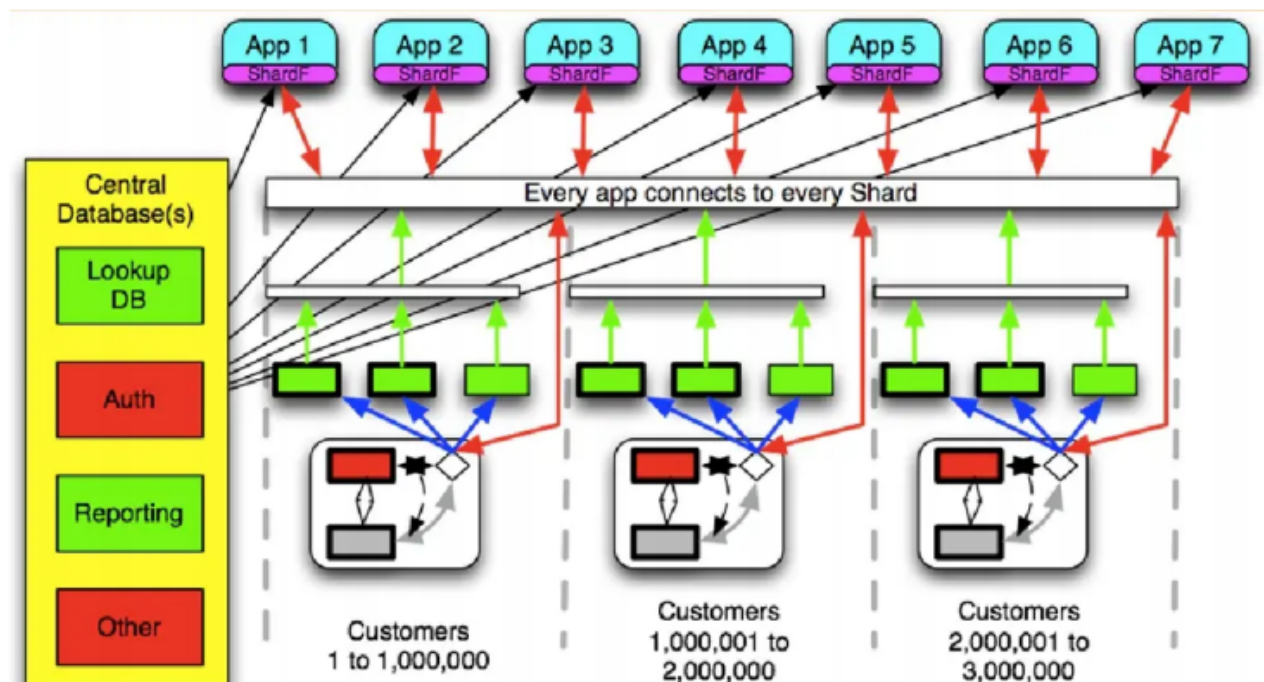 App 1
ShardF
App 2
ShardF
App 3
ShardF
App 4
ShardF
App 5
ShardF
App 6
ShardF
App 7
ShardF
Central
Database(s)
Lookup
DB
Auth
Reporting
Other
Every app connects to every Shard
Customers
1 to 1,000,000
Customers
1,000,001 to
2,000,000
Customers
2,000,001 to
3,000,000